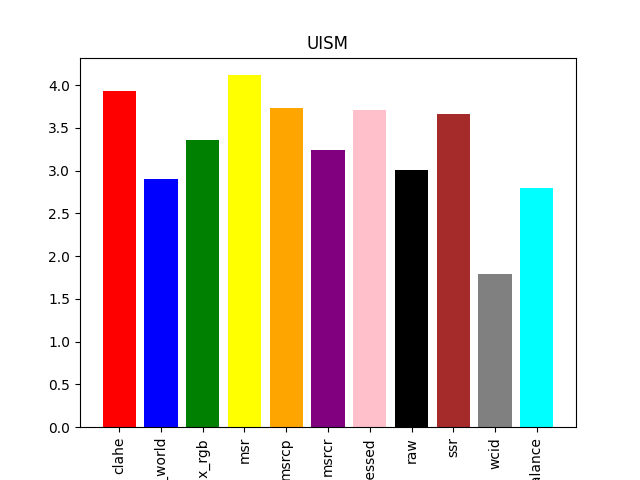 UISM
4.0
3.5
3.0
2.5
2.0
1.5
1.0
0.5
0.0
clahe
_world
x_rgb
msr
msrcp
msrcr
essed
raw
ssr
wcid
alance